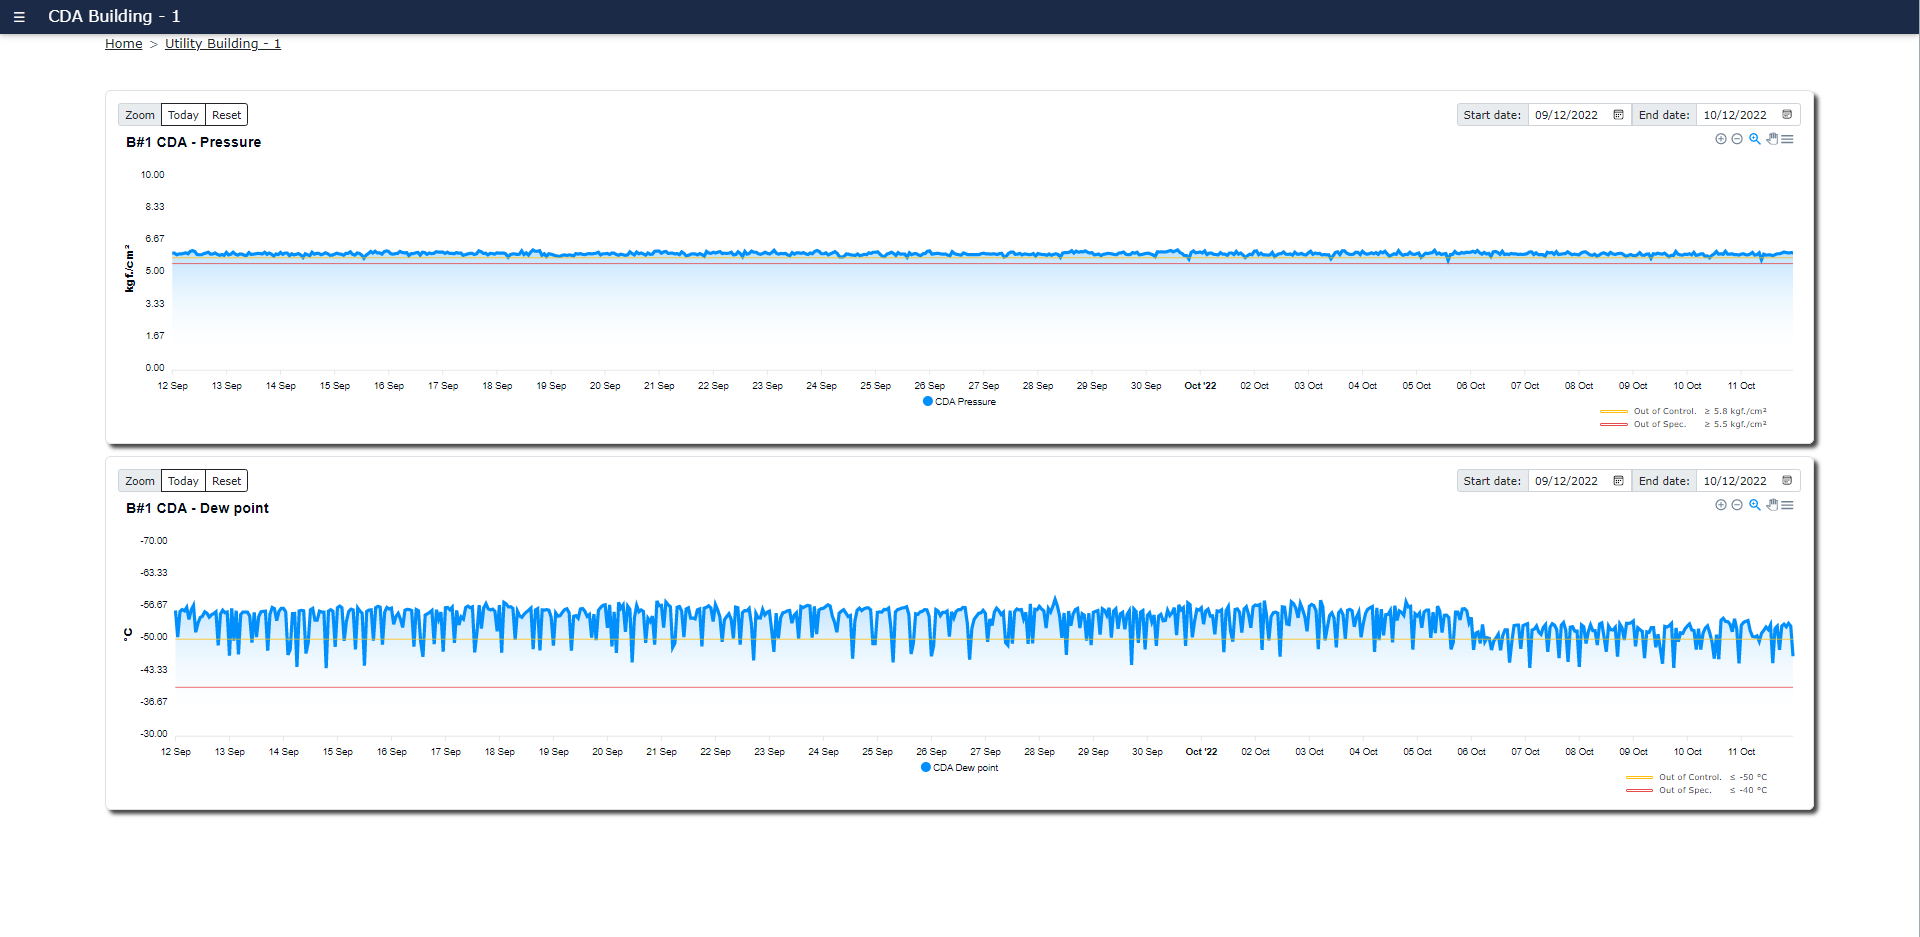 ☰ CDA Building - 1
Home > Utility Building - 1
Zoom Today Reset Start date: 09/12/2022 End date: 10/12/2022
B#1 CDA - Pressure
10.00
8.33
6.67
5.00
3.33
1.67
0.00
kgf./cm²
12 Sep 13 Sep 14 Sep 15 Sep 16 Sep 17 Sep 18 Sep 19 Sep 20 Sep 21 Sep 22 Sep 23 Sep 24 Sep 25 Sep 26 Sep 27 Sep 28 Sep 29 Sep 30 Sep Oct '22 02 Oct 03 Oct 04 Oct 05 Oct 06 Oct 07 Oct 08 Oct 09 Oct 10 Oct 11 Oct
CDA Pressure
Out of Control. ≥ 5.8 kgf./cm²
Out of Spec. ≥ 5.5 kgf./cm²
Zoom Today Reset Start date: 09/12/2022 End date: 10/12/2022
B#1 CDA - Dew point
-70.00
-63.33
-56.67
-50.00
-43.33
-36.67
-30.00
°C
12 Sep 13 Sep 14 Sep 15 Sep 16 Sep 17 Sep 18 Sep 19 Sep 20 Sep 21 Sep 22 Sep 23 Sep 24 Sep 25 Sep 26 Sep 27 Sep 28 Sep 29 Sep 30 Sep Oct '22 02 Oct 03 Oct 04 Oct 05 Oct 06 Oct 07 Oct 08 Oct 09 Oct 10 Oct 11 Oct
CDA Dew point
Out of Control. ≤ -50 °C
Out of Spec. ≤ -40 °C